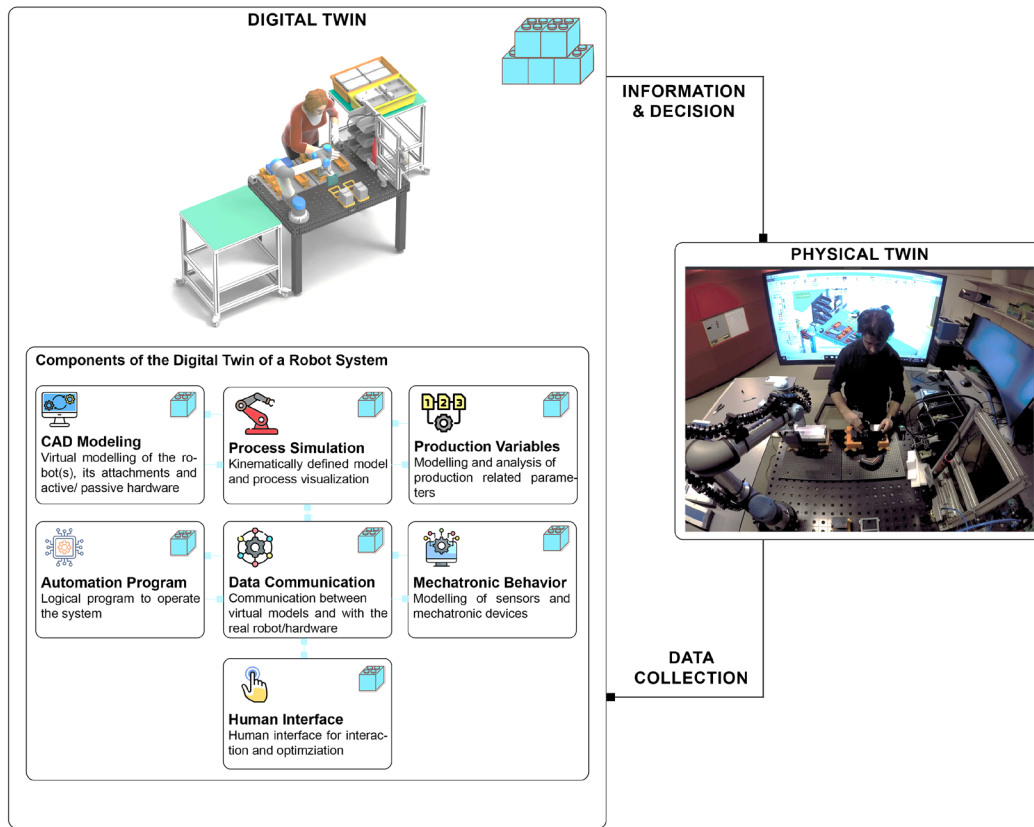 DIGITAL TWIN
INFORMATION
& DECISION
PHYSICAL TWIN
Components of the Digital Twin of a Robot System
CAD Modeling
Virtual modelling of the ro-
bot(s), its attachments and
active/ passive hardware
Process Simulation
Kinematically defined model
and process visualization
1 2 3
Production Variables
Modelling and analysis of
production related parame-
ters
Automation Program
Logical program to operate
the system
Data Communication
Communication between
virtual models and with the
real robot/hardware
Mechatronic Behavior
Modelling of sensors and
mechatronic devices
Human Interface
Human interface for interac-
tion and optimziation
DATA
COLLECTION